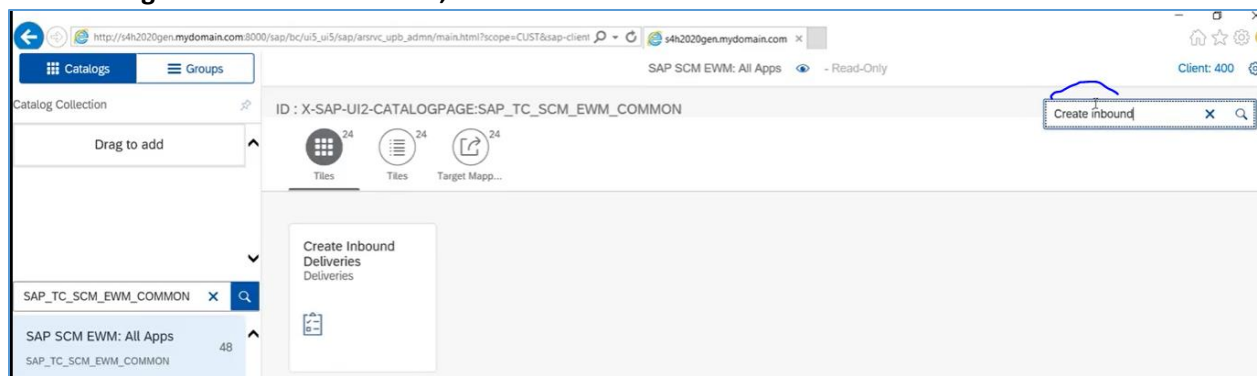 http://s4h2020gen.mydomain.com:8000/sap/bc/ui5_ui5/sap/arsrvc_upb_admn/main.html?scope=CUST&sap-client
s4h2020gen.mydomain.com
Catalogs
Groups
SAP SCM EWM: All Apps
- Read-Only
Client: 400
Catalog Collection
ID : X-SAP-UI2-CATALOGPAGE:SAP_TC_SCM_EWM_COMMON
Create inbound
Drag to add
24
24
24
Tiles
Tiles
Target Mapp...
Create Inbound
Deliveries
Deliveries
SAP_TC_SCM_EWM_COMMON
SAP SCM EWM: All Apps
48
SAP_TC_SCM_EWM_COMMON